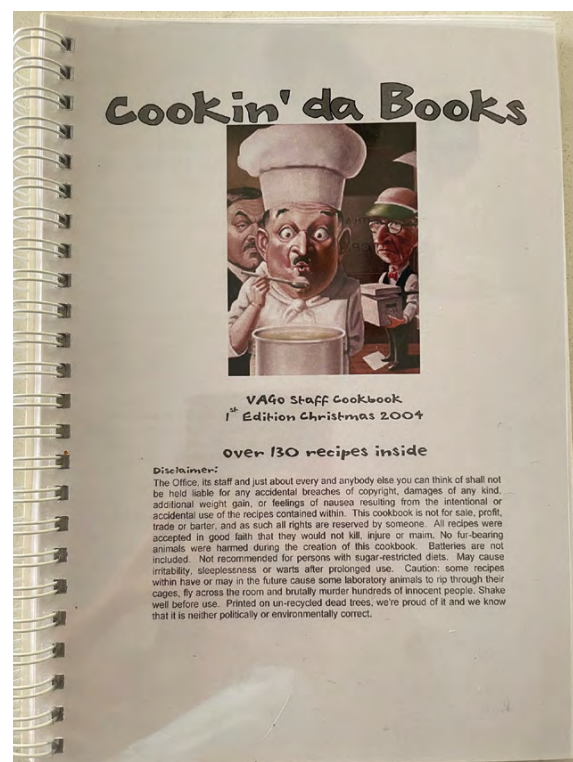 Cookin' da Books
VAGO Staff Cookbook
1st Edition Christmas 2004
over 130 recipes inside
Disclaimer:
The Office, its staff and just about every and anybody else you can think of shall not
be held liable for any accidental breaches of copyright, damages of any kind,
additional weight gain, or feelings of nausea resulting from the intentional or
accidental use of the recipes contained within. This cookbook is not for sale, profit,
trade or barter, and as such all rights are reserved by someone. All recipes were
accepted in good faith that they would not kill, injure or maim. No fur-bearing
animals were harmed during the creation of this cookbook. Batteries are not
included. Not recommended for persons with sugar-restricted diets. May cause
irritability, sleeplesness or warts after prolonged use. Caution: some recipes
within have or may in the future cause some laboratory animals to rip through their
cages, fly across the room and brutally murder hundreds of innocent people. Shake
well before use. Printed on un-recycled dead trees, we're proud of it and we know
that it is neither politically or environmentally correct.